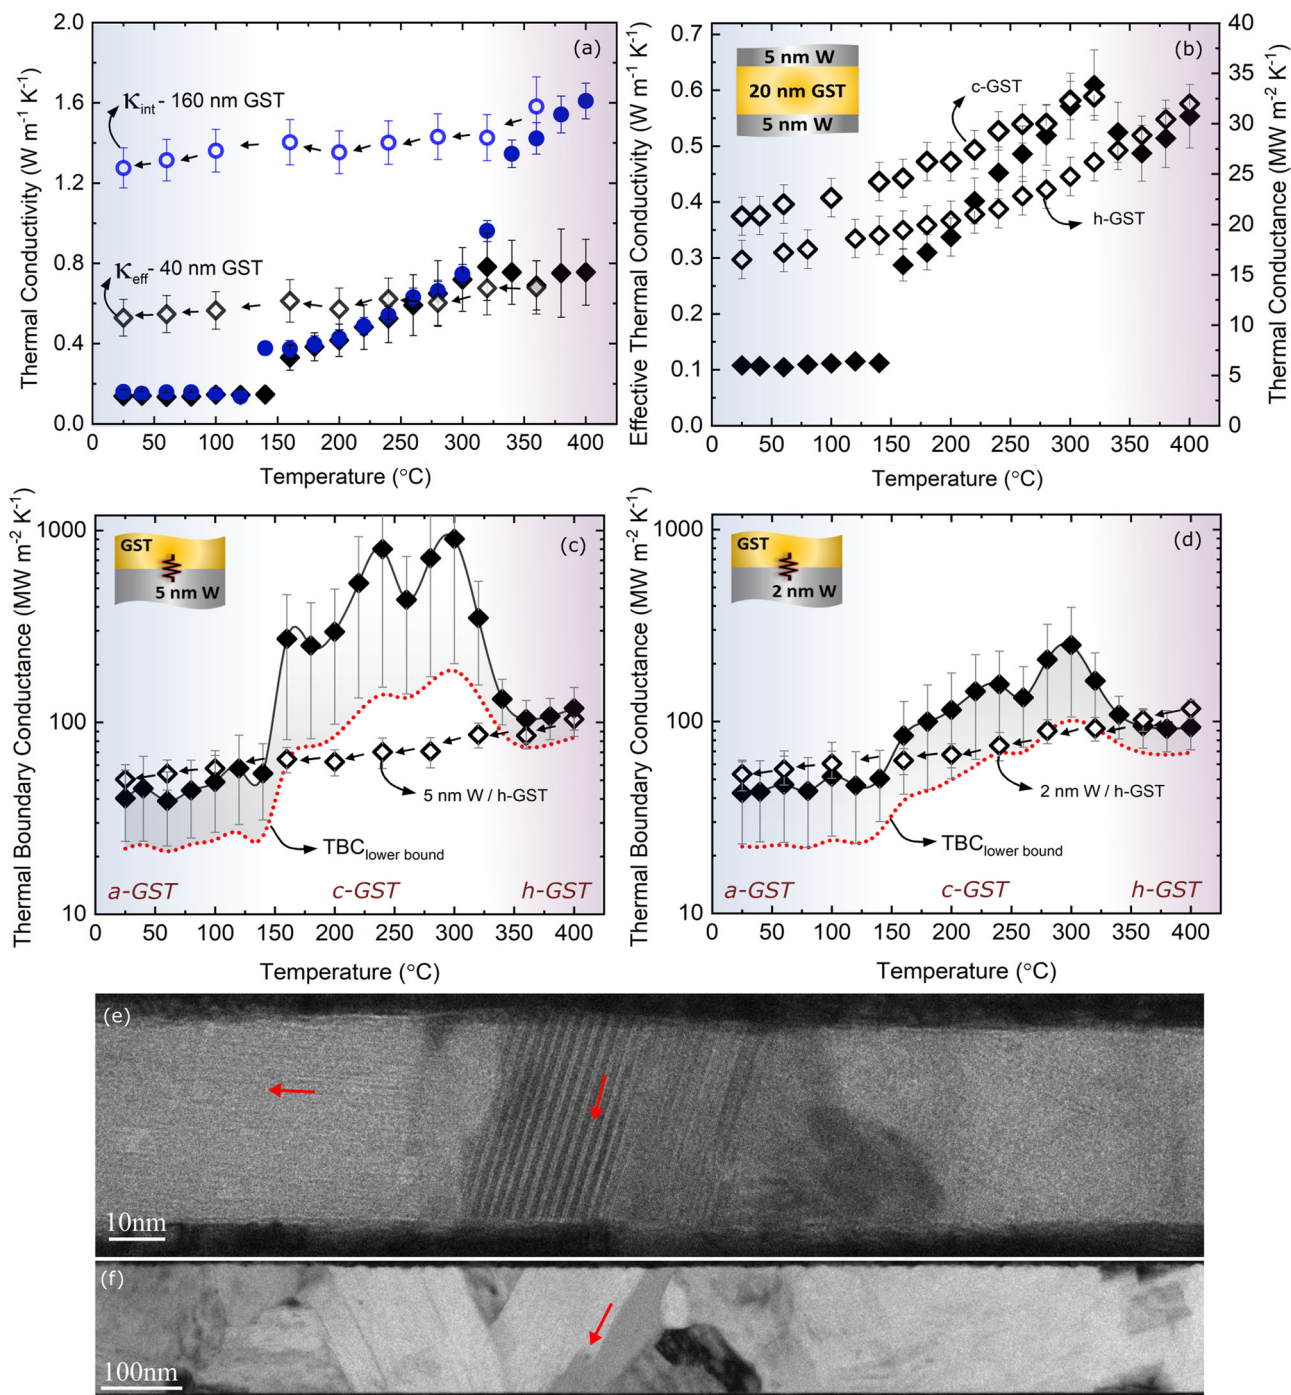 (a)
2.0
1.6
1.2
0.8
0.4
0.0
Thermal Conductivity (W m⁻¹ K⁻¹)
κint - 160 nm GST
κeff - 40 nm GST
0 50 100 150 200 250 300 350 400
Temperature (°C)
(b)
0.7
0.6
0.5
0.4
0.3
0.2
0.1
0.0
Effective Thermal Conductivity (W m⁻¹ K⁻¹)
5 nm W
20 nm GST
5 nm W
c-GST
h-GST
40
35
30
25
20
15
10
5
0
Thermal Conductance (MW m⁻² K⁻¹)
0 50 100 150 200 250 300 350 400
Temperature (°C)
(c)
1000
100
10
Thermal Boundary Conductance (MW m⁻² K⁻¹)
GST
5 nm W
5 nm W / h-GST
TBClower bound
a-GST c-GST h-GST
0 50 100 150 200 250 300 350 400
Temperature (°C)
(d)
1000
100
10
Thermal Boundary Conductance (MW m⁻² K⁻¹)
GST
2 nm W
2 nm W / h-GST
TBClower bound
a-GST c-GST h-GST
0 50 100 150 200 250 300 350 400
Temperature (°C)
(e)
10nm
(f)
100nm